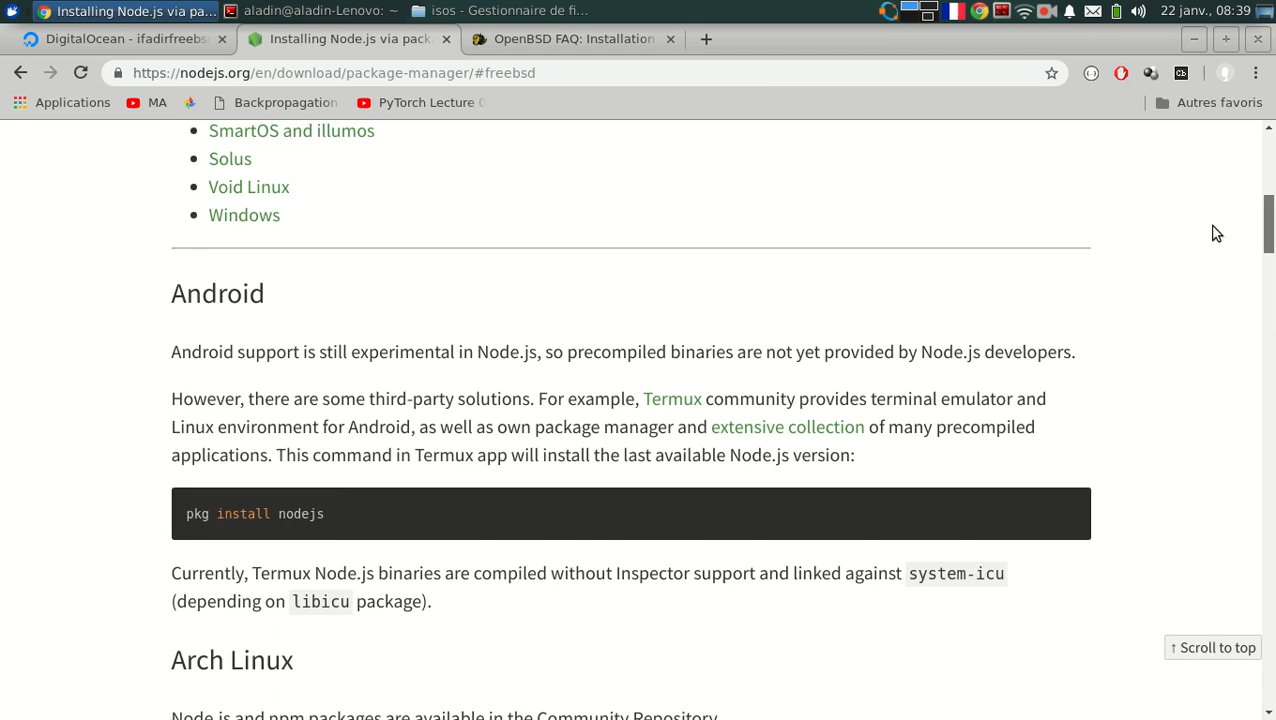 Installing Node.js via pa...
aladin@aladin-Lenovo: ~
isos - Gestionnaire de fi...
22 janv., 08:39
DigitalOcean - ifadirfreebs
Installing Node.js via pack
OpenBSD FAQ: Installation
https://nodejs.org/en/download/package-manager/#freebsd
Applications
MA
Backpropagation
PyTorch Lecture 0
Autres favoris
SmartOS and illumos
Solus
Void Linux
Windows
Android
Android support is still experimental in Node.js, so precompiled binaries are not yet provided by Node.js developers.
However, there are some third-party solutions. For example, Termux community provides terminal emulator and
Linux environment for Android, as well as own package manager and extensive collection of many precompiled
applications. This command in Termux app will install the last available Node.js version:
pkg install nodejs
Currently, Termux Node.js binaries are compiled without Inspector support and linked against system-icu
(depending on libicu package).
↑ Scroll to top
Arch Linux
Node.js and npm packages are available in the Community Repository.